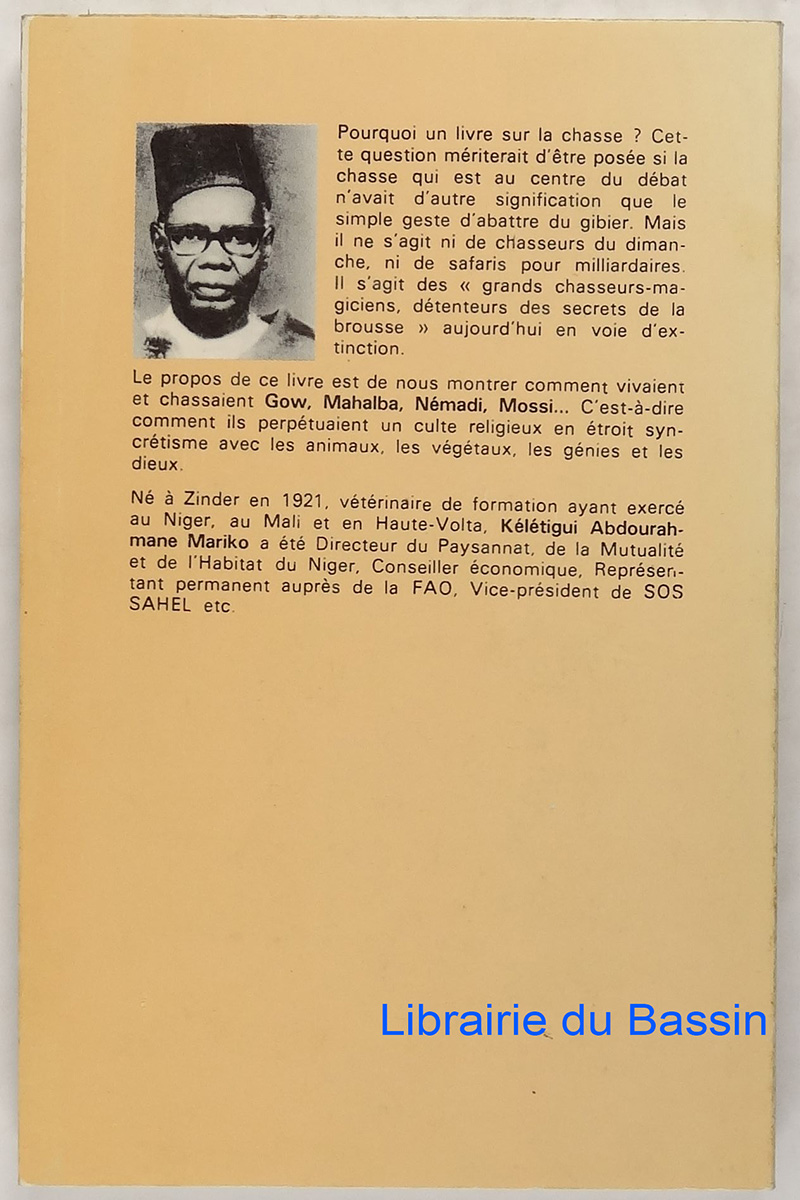 Pourquoi un livre sur la chasse ? Cet-
te question mériterait d'être posée si la
chasse qui est au centre du débat
n'avait d'autre signification que le
simple geste d'abattre du gibier. Mais
il ne s'agit ni de chasseurs du diman-
che, ni de safaris pour milliardaires.
Il s'agit des « grands chasseurs-ma-
giciens, détenteurs des secrets de la
brousse » aujourd'hui en voie d'ex-
tinction.
Le propos de ce livre est de nous montrer comment vivaient
et chassaient Gow, Mahalba, Némadi, Mossi... C'est-à-dire
comment ils perpétuaient un culte religieux en étroit syn-
crétisme avec les animaux, les végétaux, les génies et les
dieux.
Né à Zinder en 1921, vétérinaire de formation ayant exercé
au Niger, au Mali et en Haute-Volta, Kélétigui Abdourah-
mane Mariko a été Directeur du Paysannat, de la Mutualité
et de l'Habitat du Niger, Conseiller économique, Représen-
tant permanent auprès de la FAO, Vice-président de SOS
SAHEL etc.
Librairie du Bassin